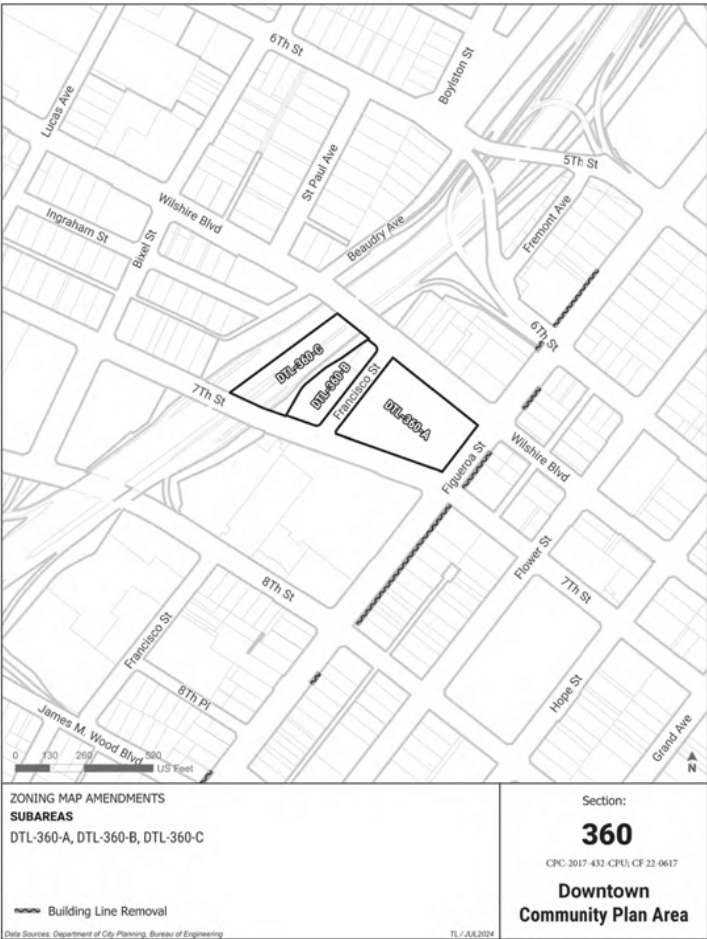 6Th St
Boylston St
Lucas Ave
St Paul Ave
5Th St
Wilshire Blvd
Fremont Ave
Ingraham St
Bixel St
Beaudry Ave
6Th St
DTL-360-C
DTL-360-B
7Th St
Francisco St
DTL-360-A
Wilshire Blvd
Figueroa St
Flower St
8Th St
7Th St
Francisco St
8Th Pl
Hope St
James M. Wood Blvd
Grand Ave
0 130 260 520
US Feet
N
ZONING MAP AMENDMENTS
SUBAREAS
DTL-360-A, DTL-360-B, DTL-360-C
Building Line Removal
Data Sources: Department of City Planning, Bureau of Engineering
TL / JUL2024
Section:
360
CPC-2017-432-CPU; CF 22-0617
Downtown
Community Plan Area